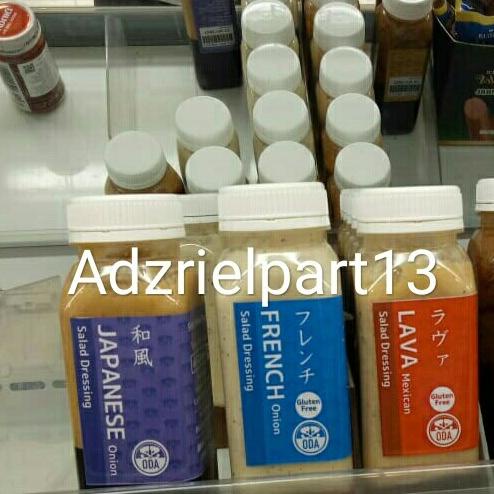 Adzrielpart13
和風
JAPANESE Onion
Salad Dressing
ODA
フレンチ
FRENCH Onion
Salad Dressing
Gluten
Free
ODA
ラヴァ
LAVA Mexican
Salad Dressing
Gluten
Free
ODA